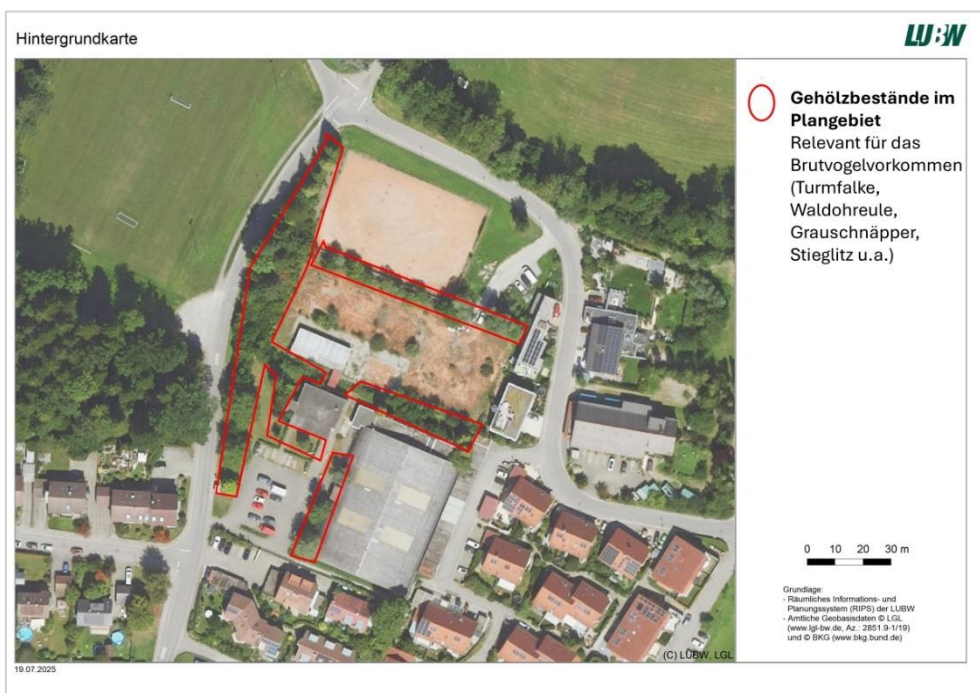 Hintergrundkarte
LUBW
Gehölzbestände im
Plangebiet
Relevant für das
Brutvogelvorkommen
(Turmfalke,
Waldohreule,
Grauschnäpper,
Stieglitz u.a.)
0 10 20 30 m
Grundlage:
- Räumliches Informations- und
Planungssystem (RIPS) der LUBW
- Amtliche Geobasisdaten © LGL
(www.lgl-bw.de, Az.: 2851.9-1/19)
und © BKG (www.bkg.bund.de)
(C) LUBW, LGL
19.07.2025